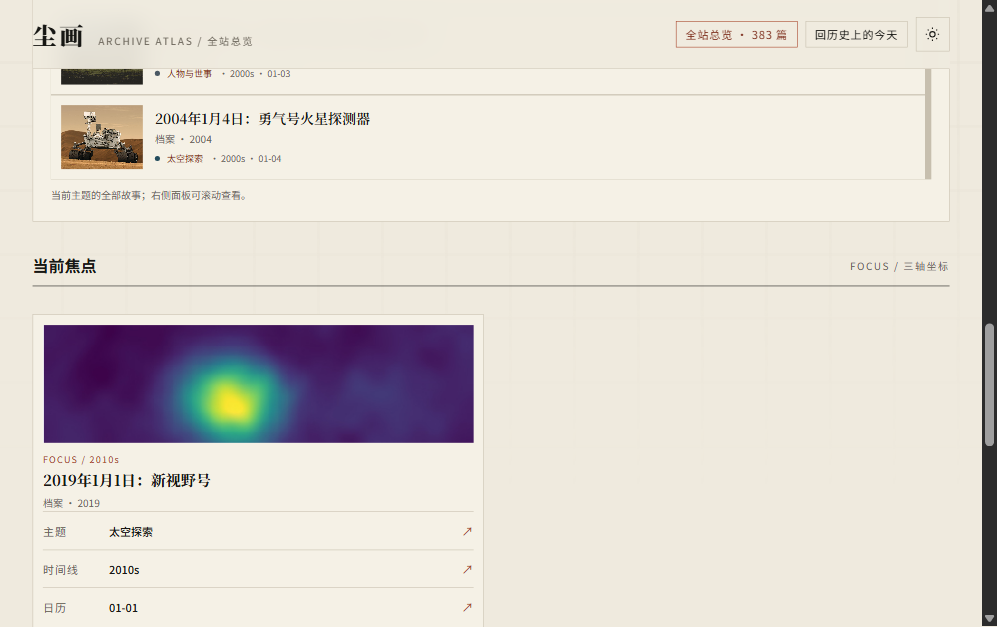 尘画 ARCHIVE ATLAS / 全站总览 全站总览 · 383 篇 回历史上的今天
人物与世事 · 2000s · 01-03
2004年1月4日：勇气号火星探测器
档案 · 2004
太空探索 · 2000s · 01-04
当前主题的全部故事；右侧面板可滚动查看。
当前焦点 FOCUS / 三轴坐标
FOCUS / 2010s
2019年1月1日：新视野号
档案 · 2019
主题 太空探索 ↗
时间线 2010s ↗
日历 01-01 ↗